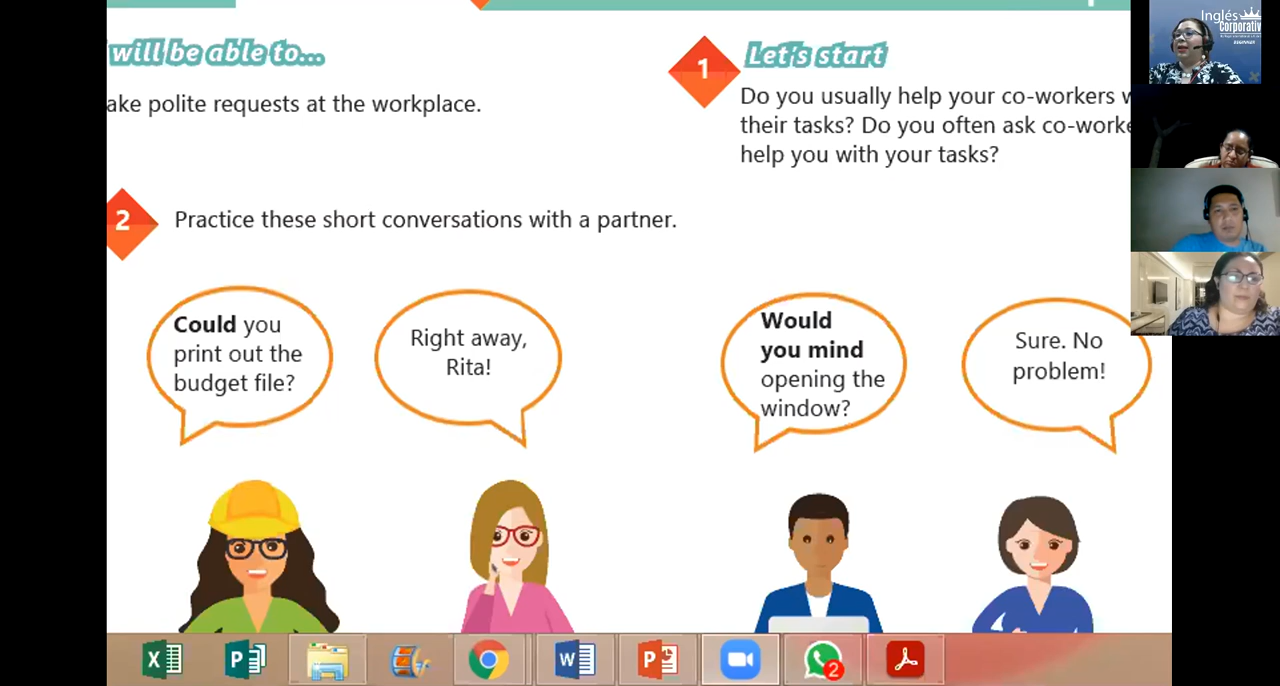 will be able to...
ake polite requests at the workplace.
1
Let's start
Do you usually help your co-workers
their tasks? Do you often ask co-worke
help you with your tasks?
2
Practice these short conversations with a partner.
Could you
print out the
budget file?
Right away,
Rita!
Would
you mind
opening the
window?
Sure. No
problem!
Inglés
Corporativ
X
P
W
P
2